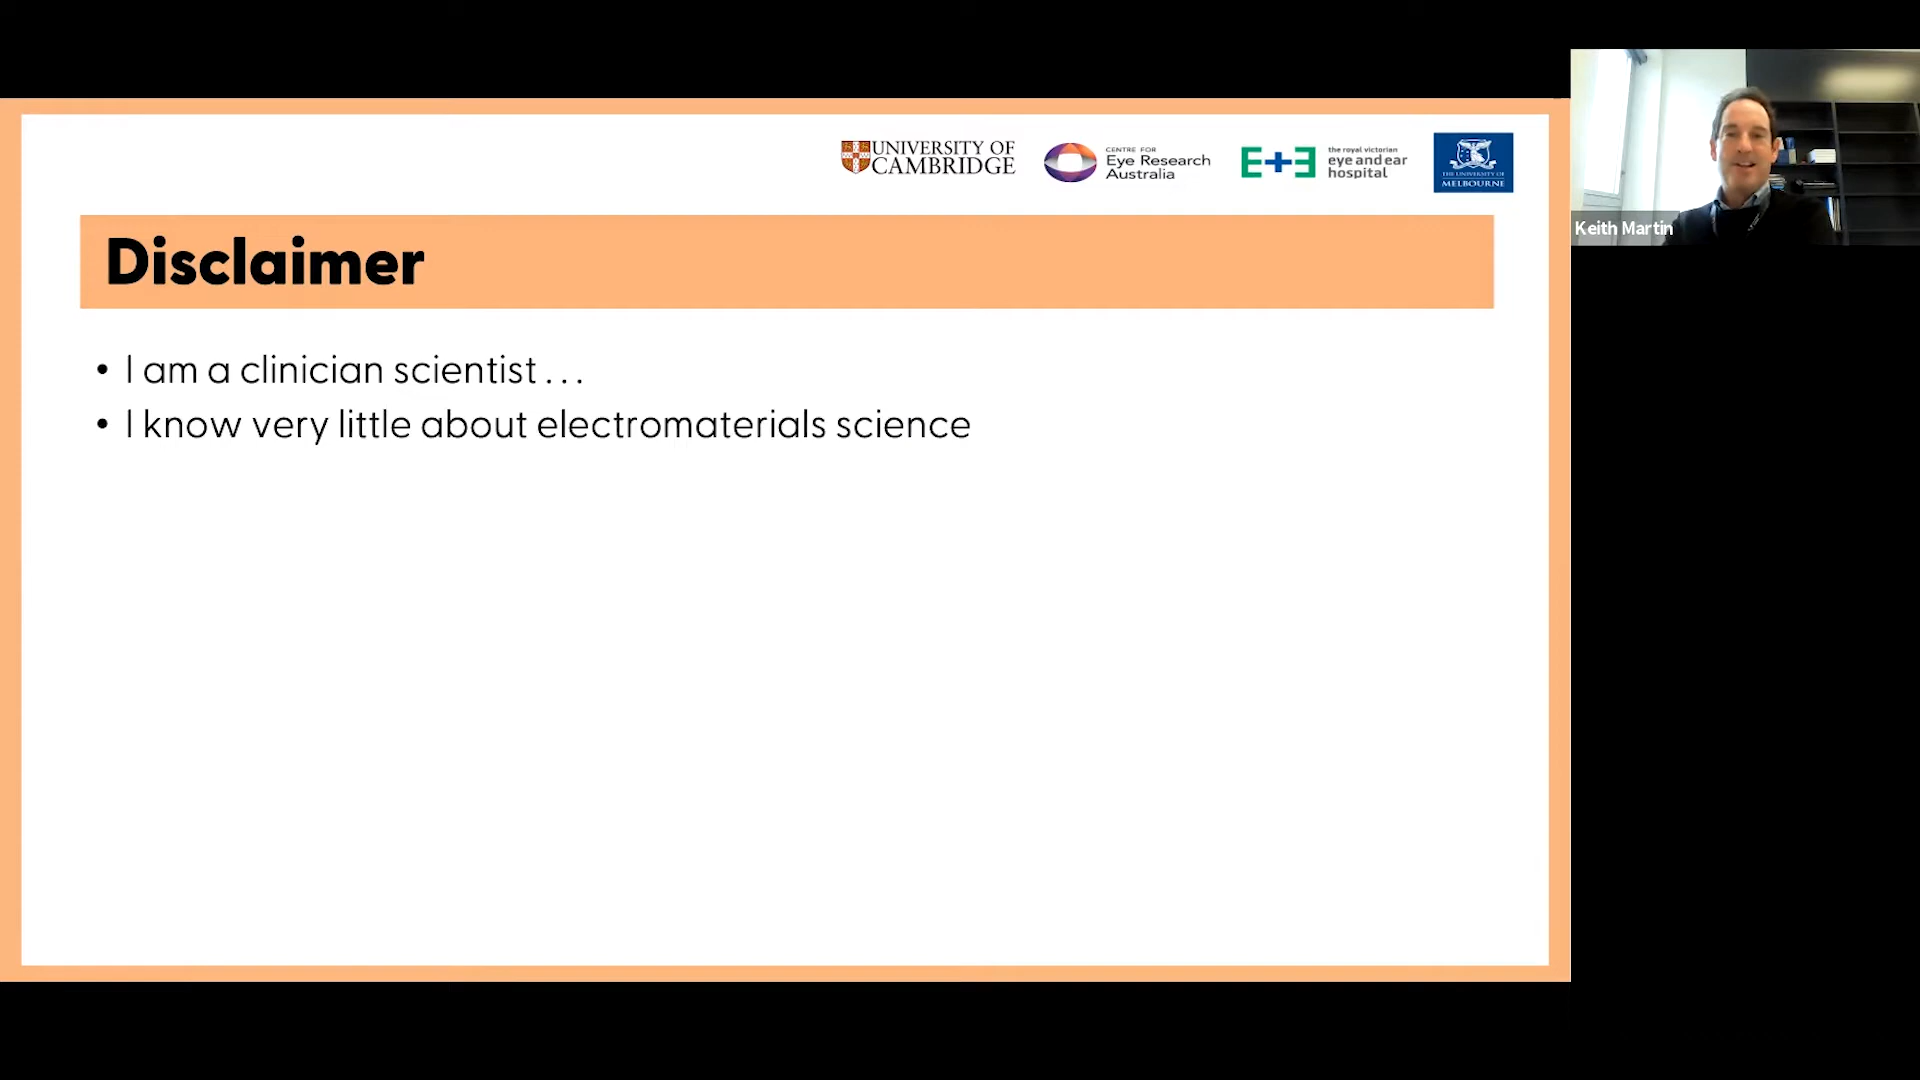 UNIVERSITY OF
CAMBRIDGE
CENTRE FOR
Eye Research
Australia
E+E
the royal victorian
eye and ear
hospital
THE UNIVERSITY OF
MELBOURNE
Keith Martin
Disclaimer
• I am a clinician scientist . . .
• I know very little about electromaterials science